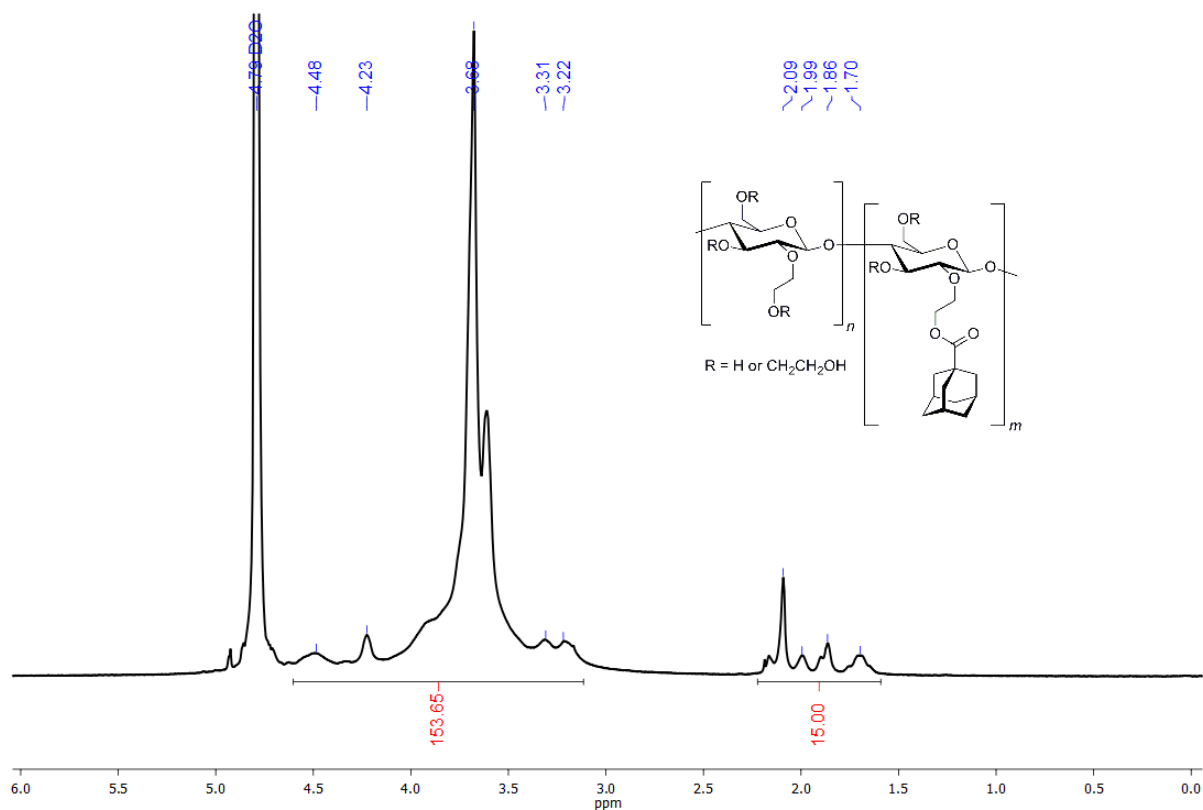 4.79 D2O
4.48
4.23
3.68
3.31
3.22
2.09
1.99
1.86
1.70
OR
O
RO
O
O
OR
n
OR
O
RO
O
O
O
O
m
R = H or CH2CH2OH
153.65
15.00
6.0 5.5 5.0 4.5 4.0 3.5 3.0 2.5 2.0 1.5 1.0 0.5 0.0
ppm